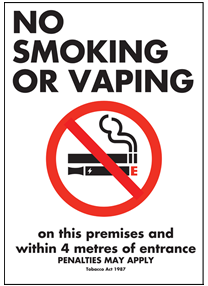 NO
SMOKING
OR VAPING
E
on this premises and
within 4 metres of entrance
PENALTIES MAY APPLY
Tobacco Act 1987